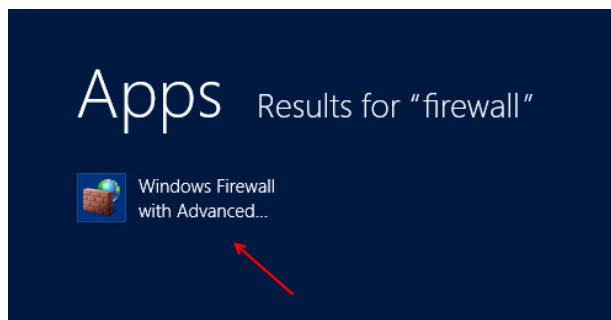 Apps Results for “firewall”
Windows Firewall
with Advanced...